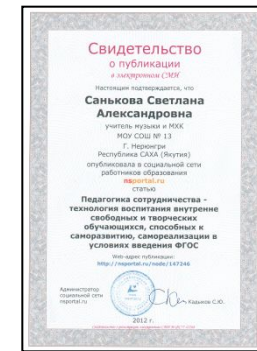 Свидетельство
о публикации
в электронном СМИ
Настоящим подтверждается, что
Санькова Светлана
Александровна
учитель музыки и МХК
МОУ СОШ № 13
Г. Нерюнгри
Республика САХА (Якутия)
опубликовала в социальной сети
работников образования
nsportal.ru
статью
Педагогика сотрудничества -
технология воспитания внутренне
свободных и творческих
обучающихся, способных к
саморазвитию, самореализации в
условиях введения ФГОС
Web-адрес публикации:
http://nsportal.ru/node/147246
Администратор
социальной сети
nsportal.ru
Кадыков С.Ю.
2012 г.